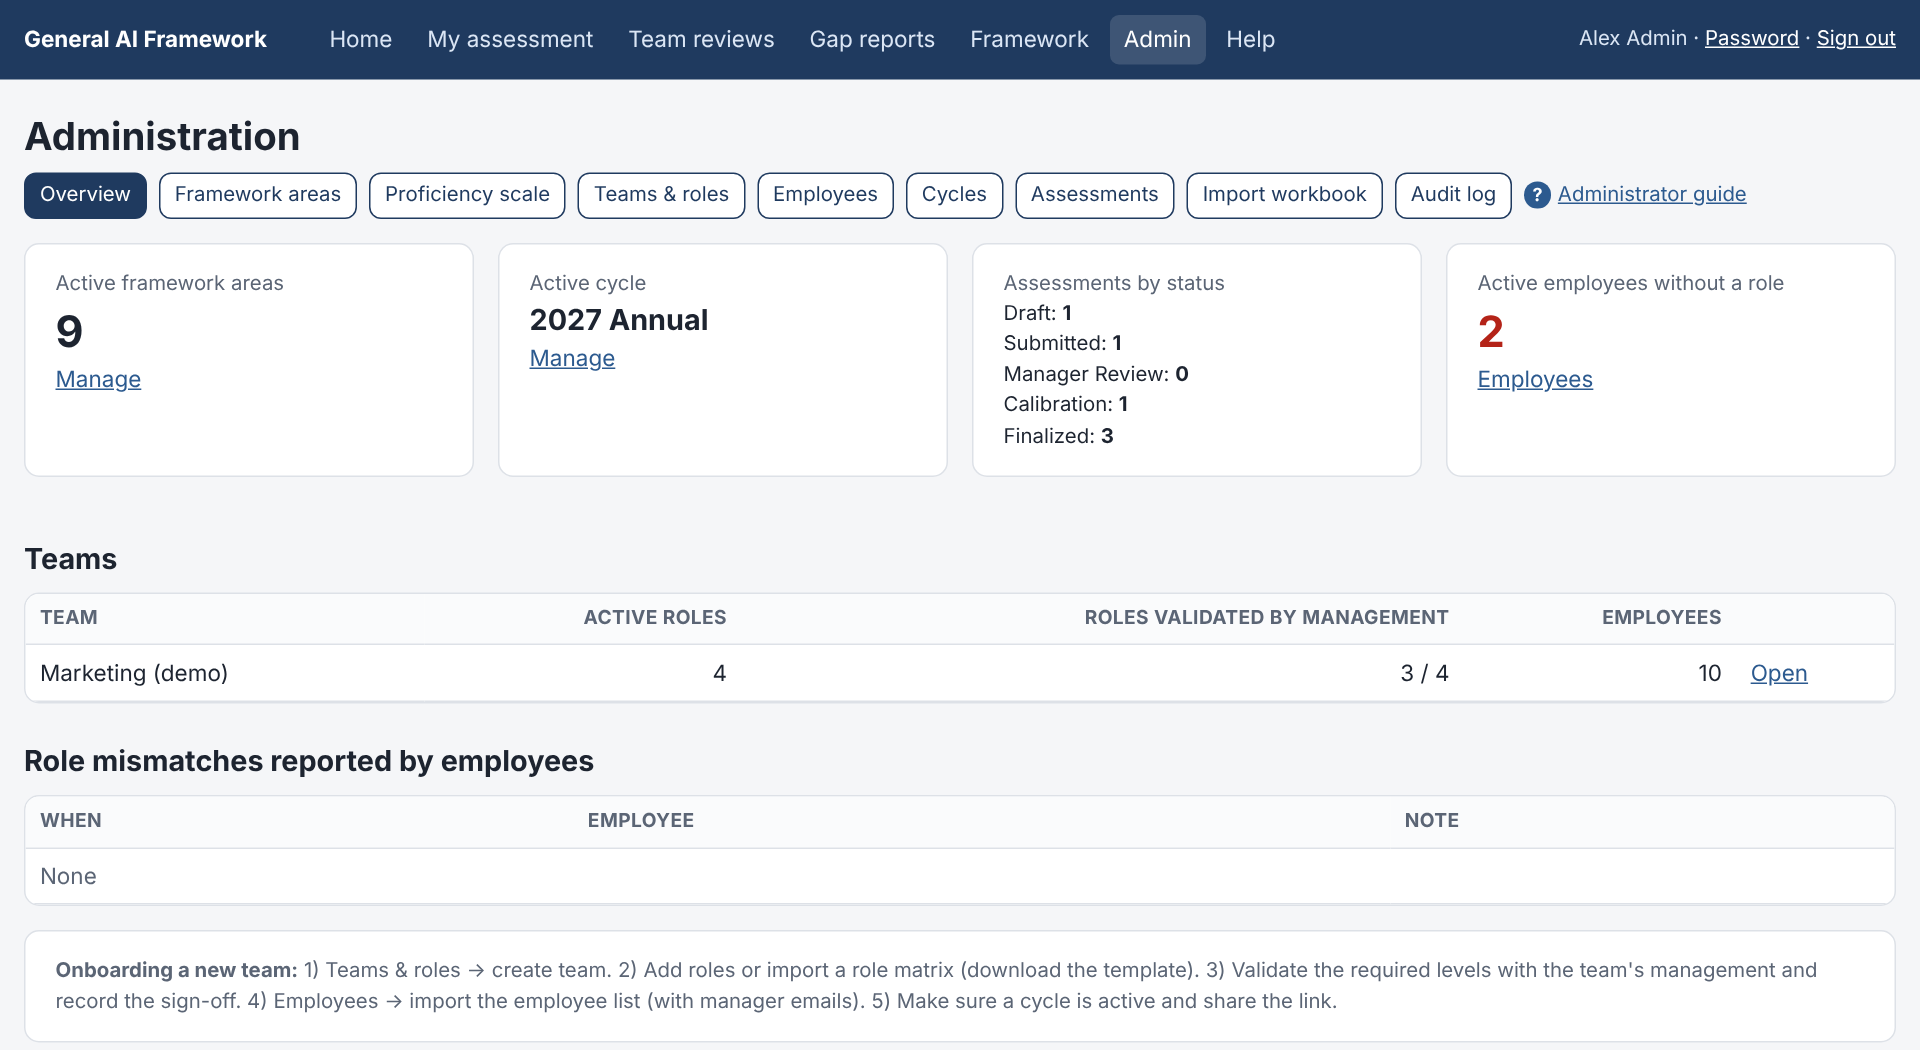 General AI Framework Home My assessment Team reviews Gap reports Framework Admin Help Alex Admin · Password · Sign out
Administration
Overview Framework areas Proficiency scale Teams & roles Employees Cycles Assessments Import workbook Audit log ? Administrator guide
Active framework areas
9
Manage
Active cycle
2027 Annual
Manage
Assessments by status
Draft: 1
Submitted: 1
Manager Review: 0
Calibration: 1
Finalized: 3
Active employees without a role
2
Employees
Teams
TEAM ACTIVE ROLES ROLES VALIDATED BY MANAGEMENT EMPLOYEES
Marketing (demo) 4 3 / 4 10 Open
Role mismatches reported by employees
WHEN EMPLOYEE NOTE
None
Onboarding a new team: 1) Teams & roles → create team. 2) Add roles or import a role matrix (download the template). 3) Validate the required levels with the team's management and
record the sign-off. 4) Employees → import the employee list (with manager emails). 5) Make sure a cycle is active and share the link.